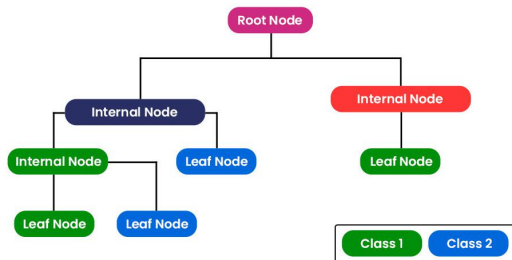 Root Node
Internal Node
Internal Node
Internal Node
Leaf Node
Leaf Node
Leaf Node
Leaf Node
Class 1
Class 2